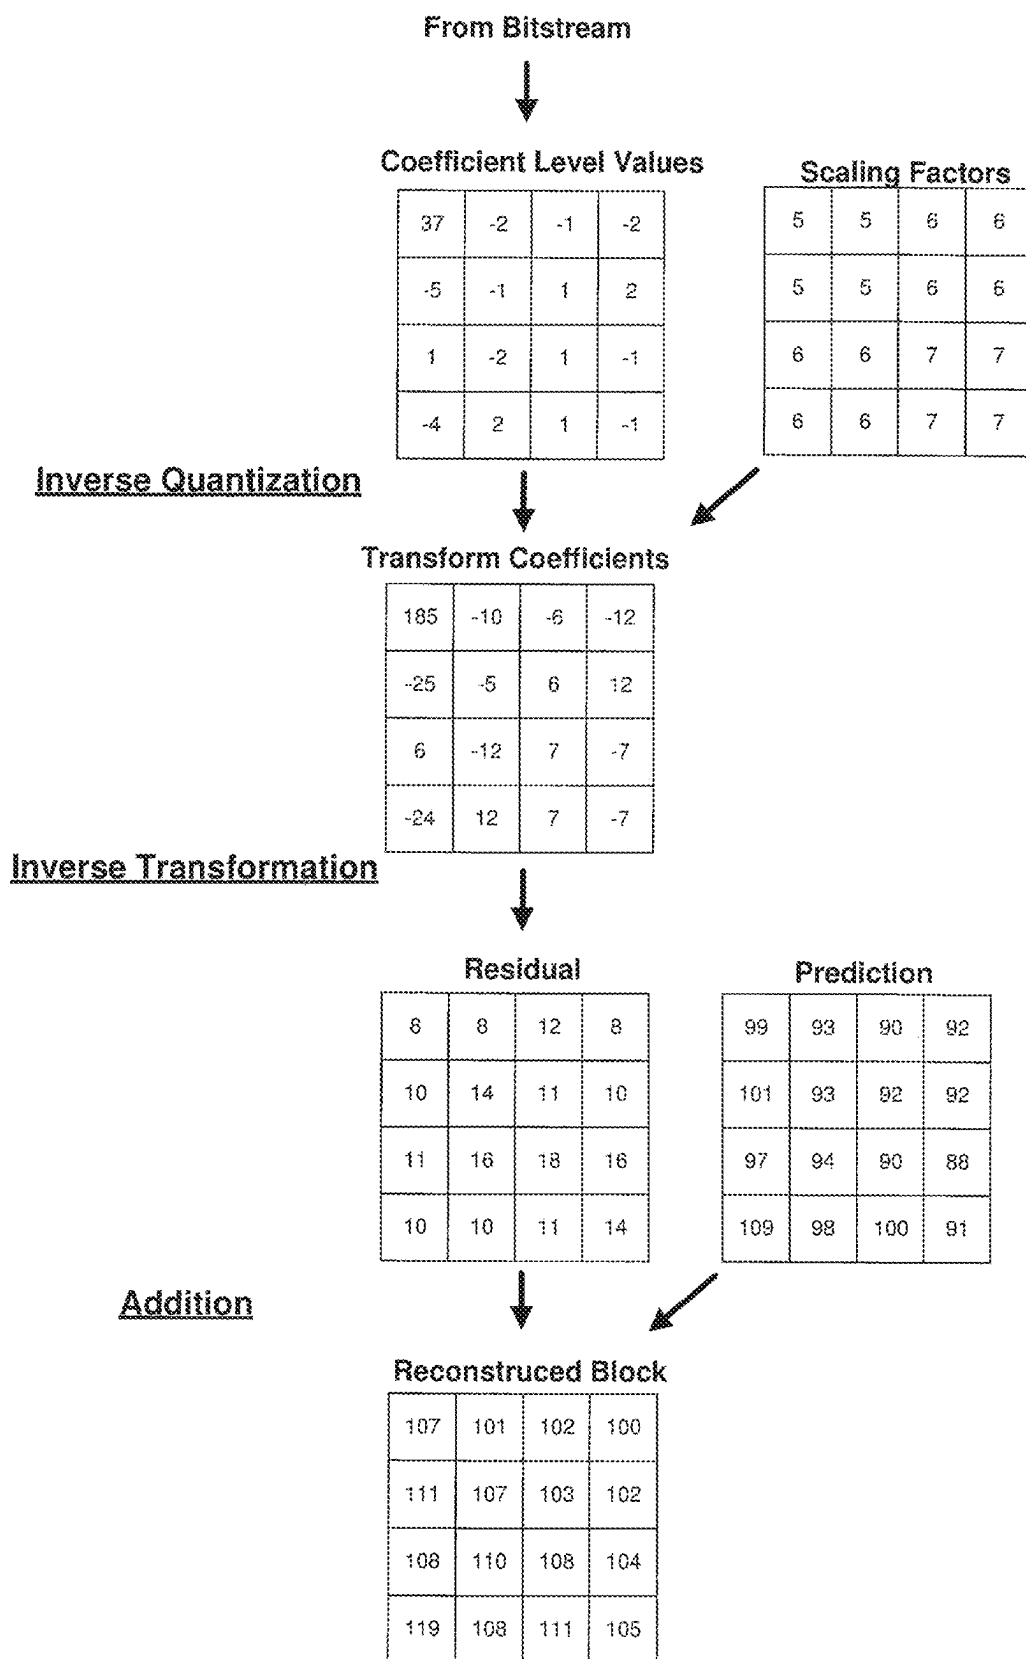 From Bitstream
Coefficient Level Values
Scaling Factors
37 -2 -1 -2
5 5 6 6
-5 -1 1 2
5 5 6 6
1 -2 1 -1
6 6 7 7
-4 2 1 -1
6 6 7 7
Inverse Quantization
Transform Coefficients
185 -10 -6 -12
-25 -5 6 12
6 -12 7 -7
-24 12 7 -7
Inverse Transformation
Residual
Prediction
8 8 12 8
99 93 90 92
10 14 11 10
101 93 92 92
11 16 18 16
97 94 90 88
10 10 11 14
109 98 100 91
Addition
Reconstruced Block
107 101 102 100
111 107 103 102
108 110 108 104
119 108 111 105